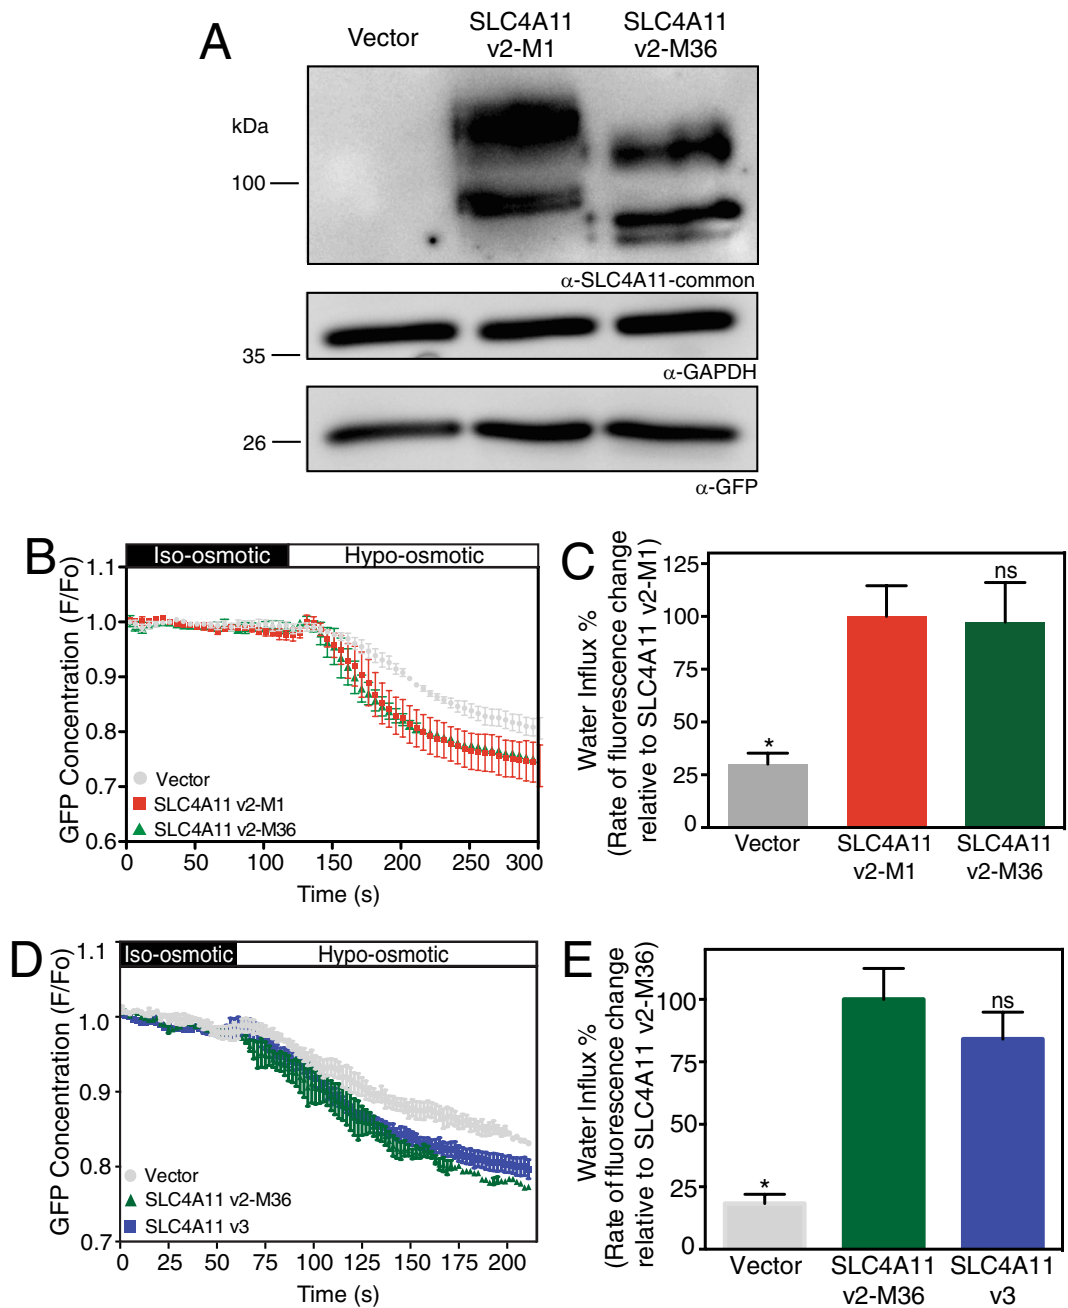 A
Vector
SLC4A11
v2-M1
SLC4A11
v2-M36
kDa
100
α-SLC4A11-common
35
α-GAPDH
26
α-GFP
B
Iso-osmotic
Hypo-osmotic
GFP Concentration (F/Fo)
1.1
1.0
0.9
0.8
0.7
0.6
Vector
SLC4A11 v2-M1
SLC4A11 v2-M36
0
50
100
150
200
250
300
Time (s)
C
Water Influx %
(Rate of fluorescence change
relative to SLC4A11 v2-M1)
125
100
75
50
25
0
*
ns
Vector
SLC4A11
v2-M1
SLC4A11
v2-M36
D
Iso-osmotic
Hypo-osmotic
GFP Concentration (F/Fo)
1.1
1.0
0.9
0.8
0.7
Vector
SLC4A11 v2-M36
SLC4A11 v3
0
25
50
75
100
125
150
175
200
Time (s)
E
Water Influx %
(Rate of fluorescence change
relative to SLC4A11 v2-M36)
100
75
50
25
0
*
ns
Vector
SLC4A11
v2-M36
SLC4A11
v3